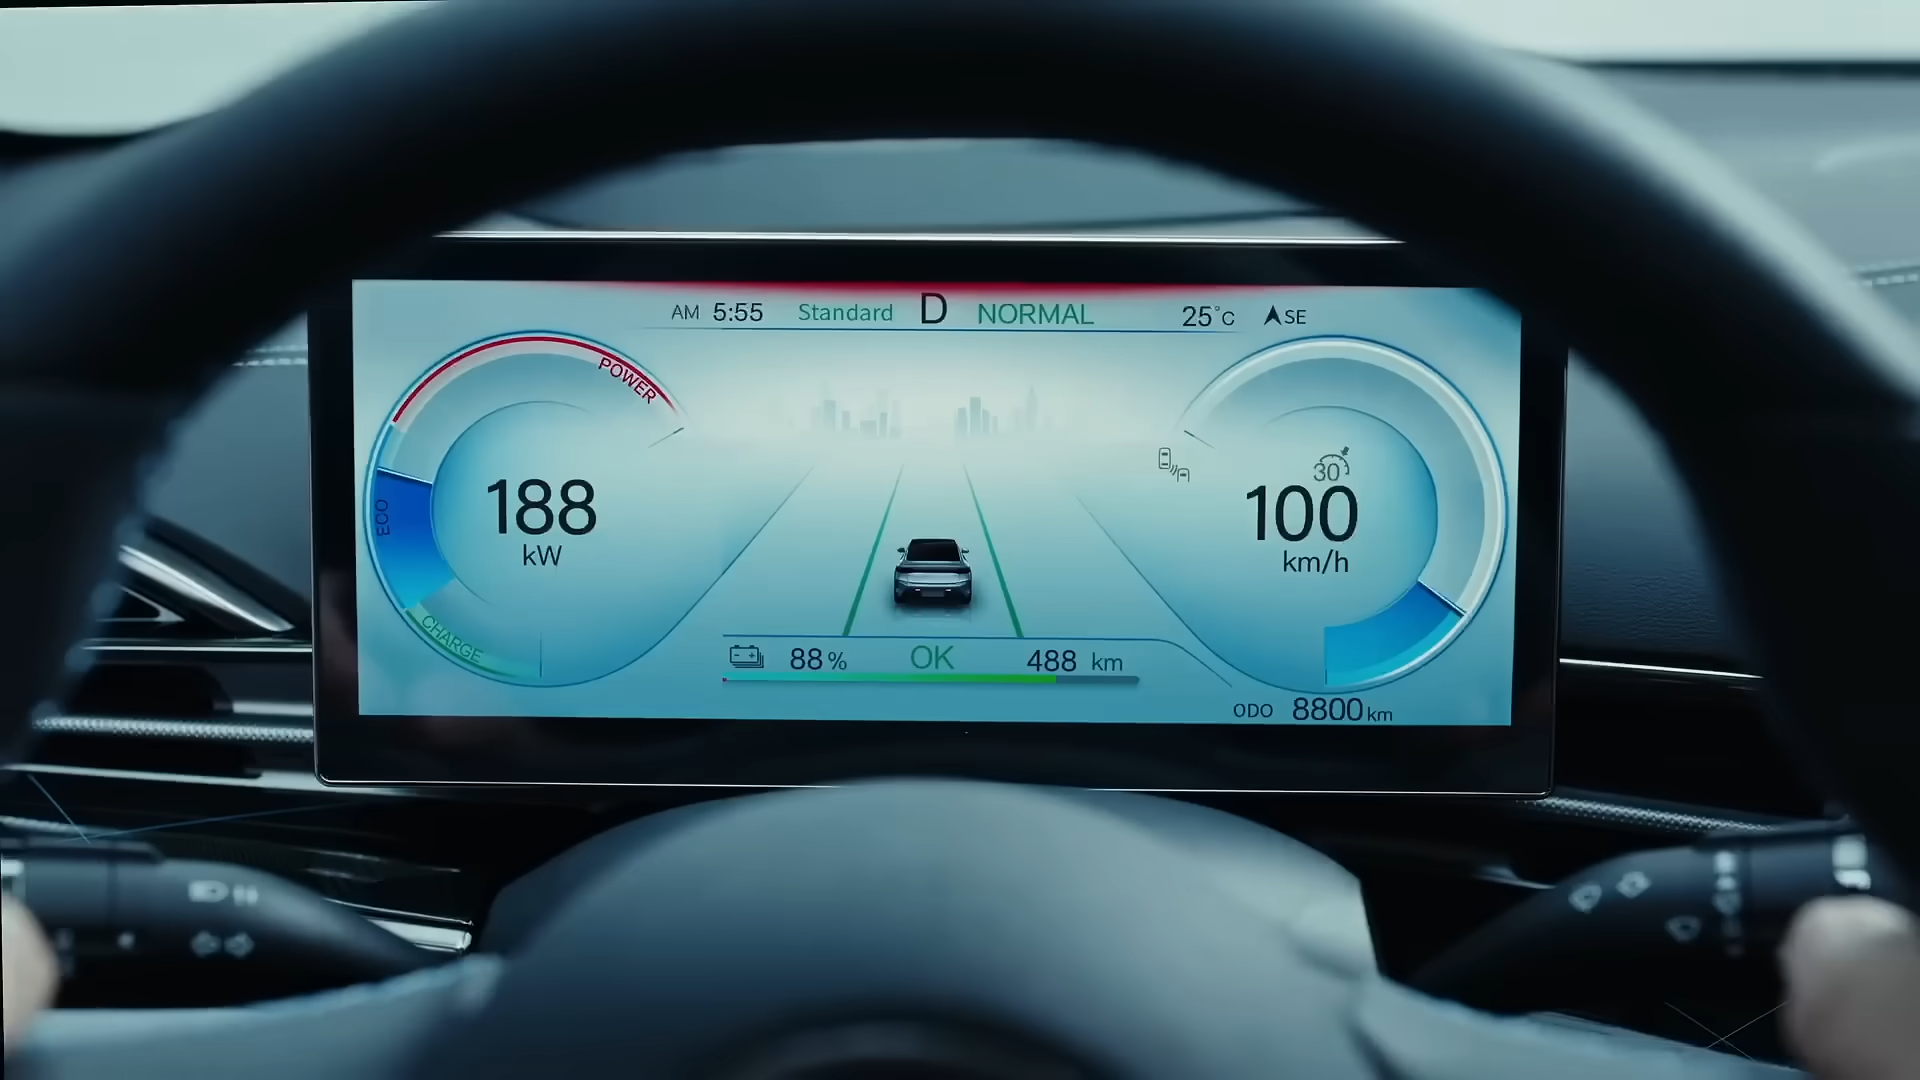 AM 5:55 Standard D NORMAL 25°C SE
POWER
ECO
CHARGE
188
kW
30
100
km/h
88% OK 488 km
ODO 8800 km